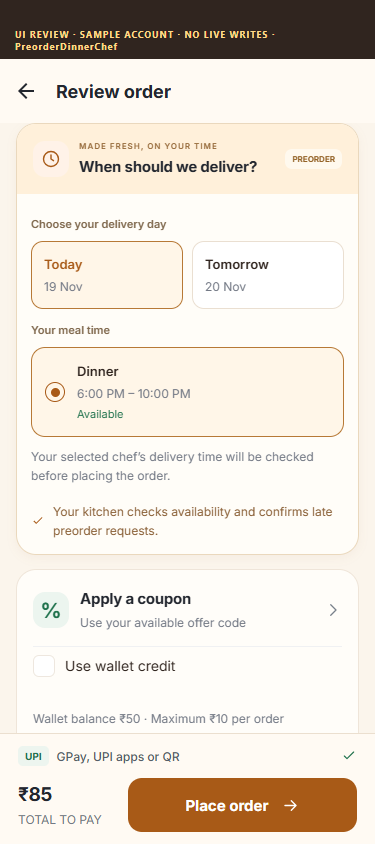 UI REVIEW · SAMPLE ACCOUNT · NO LIVE WRITES ·
PreorderDinnerChef
Review order
MADE FRESH, ON YOUR TIME
When should we deliver?
PREORDER
Choose your delivery day
Today
19 Nov
Tomorrow
20 Nov
Your meal time
Dinner
6:00 PM – 10:00 PM
Available
Your selected chef’s delivery time will be checked
before placing the order.
Your kitchen checks availability and confirms late
preorder requests.
%
Apply a coupon
Use your available offer code
Use wallet credit
Wallet balance ₹50 · Maximum ₹10 per order
UPI
GPay, UPI apps or QR
₹85
TOTAL TO PAY
Place order